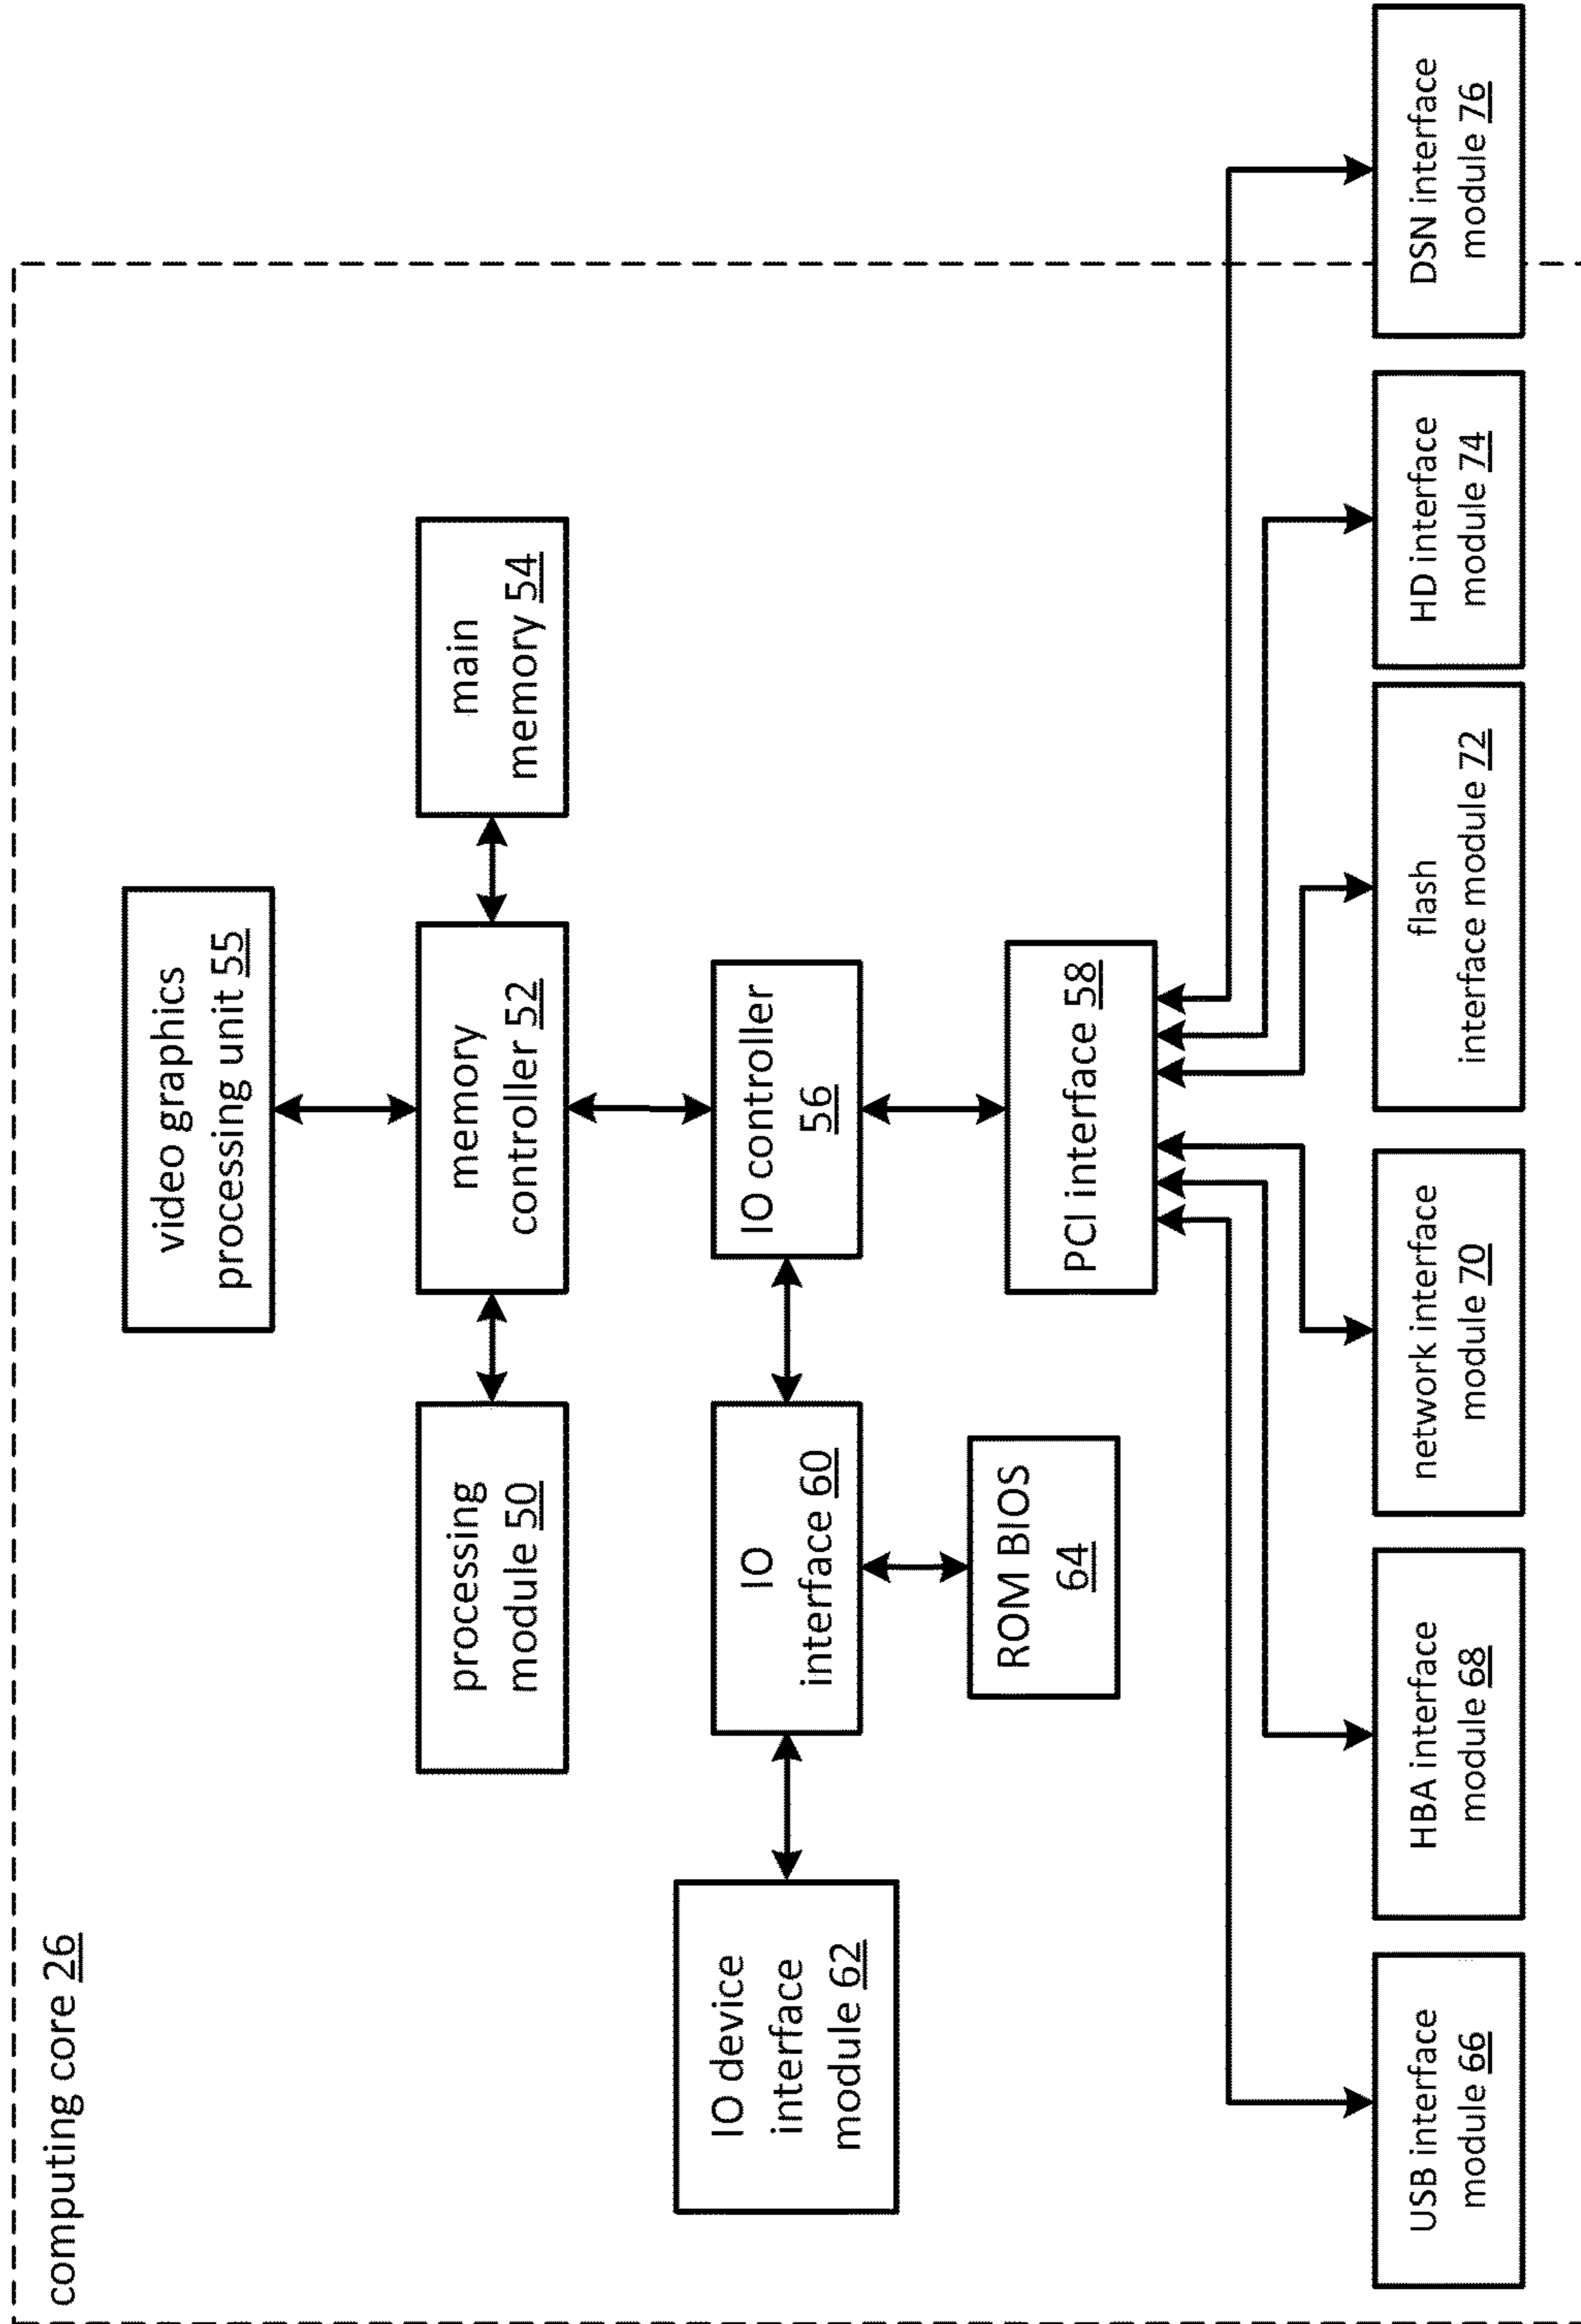 computing core 26
video graphics
processing unit 55
processing
module 50
memory
controller 52
main
memory 54
IO device
interface
module 62
IO
interface 60
IO controller
56
ROM BIOS
64
PCI interface 58
USB interface
module 66
HBA interface
module 68
network interface
module 70
flash
interface module 72
HD interface
module 74
DSN interface
module 76